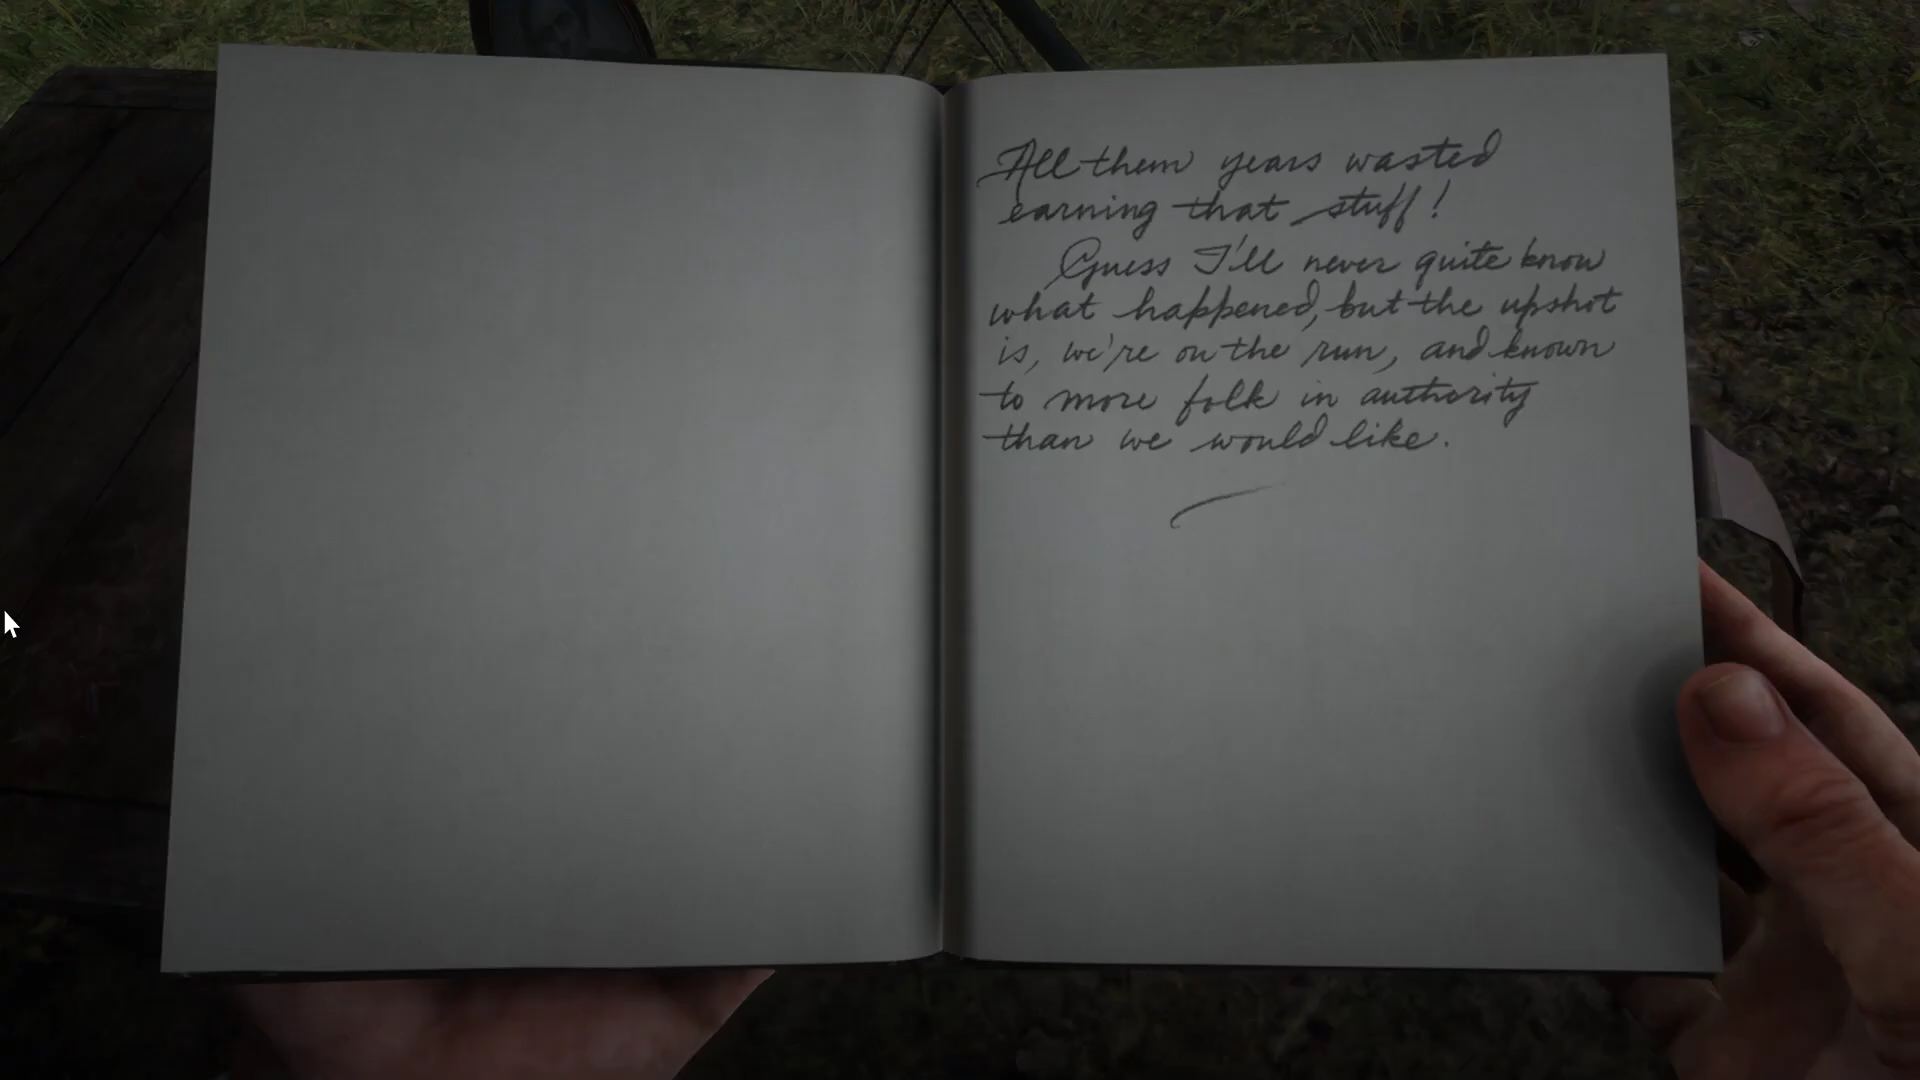 All them years wasted
earning that stuff!
Guess I'll never quite know
what happened, but the upshot
is, we're on the run, and known
to more folk in authority
than we would like.